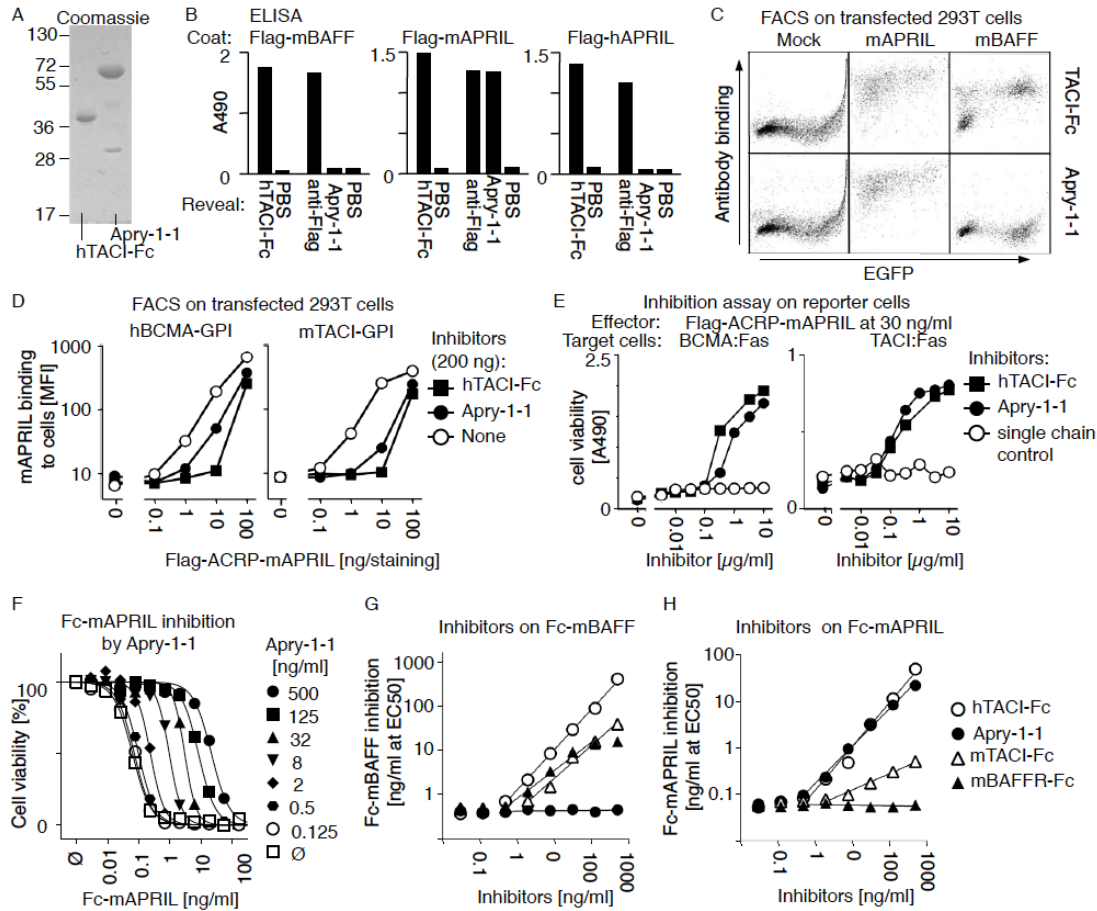 A
Coomassie
130
72
55
36
28
17
Apry-1-1
hTACI-Fc
B
ELISA
Coat:
Flag-mBAFF
Flag-mAPRIL
Flag-hAPRIL
2
1
0
A490
1.5
0
1.5
0
Reveal:
hTACI-Fc
PBS
anti-Flag
Apry-1-1
PBS
hTACI-Fc
PBS
anti-Flag
Apry-1-1
PBS
hTACI-Fc
PBS
anti-Flag
Apry-1-1
PBS
C
FACS on transfected 293T cells
Mock
mAPRIL
mBAFF
Antibody binding
TACI-Fc
Apry-1-1
EGFP
D
FACS on transfected 293T cells
hBCMA-GPI
mTACI-GPI
mAPRIL binding
to cells [MFI]
1000
100
10
0
0.1
1
10
100
0
0.1
1
10
100
Flag-ACRP-mAPRIL [ng/staining]
Inhibitors
(200 ng):
hTACI-Fc
Apry-1-1
None
E
Inhibition assay on reporter cells
Effector:
Flag-ACRP-mAPRIL at 30 ng/ml
Target cells:
BCMA:Fas
TACI:Fas
cell viability
[A490]
2.5
0
1
0
0
0.01
0.1
1
10
0
0.01
0.1
1
10
Inhibitor [µg/ml]
Inhibitor [µg/ml]
Inhibitors:
hTACI-Fc
Apry-1-1
single chain
control
F
Fc-mAPRIL inhibition
by Apry-1-1
Cell viability [%]
100
0
Ø
0.01
0.1
1
10
100
Fc-mAPRIL [ng/ml]
Apry-1-1
[ng/ml]
500
125
32
8
2
0.5
0.125
Ø
G
Inhibitors on Fc-mBAFF
Fc-mBAFF inhibition
[ng/ml at EC50]
1000
100
10
1
0.1
0.1
1
0
100
1000
Inhibitors [ng/ml]
H
Inhibitors on Fc-mAPRIL
Fc-mAPRIL inhibition
[ng/ml at EC50]
100
10
1
0.1
0.01
0.1
1
0
100
1000
Inhibitors [ng/ml]
hTACI-Fc
Apry-1-1
mTACI-Fc
mBAFFR-Fc